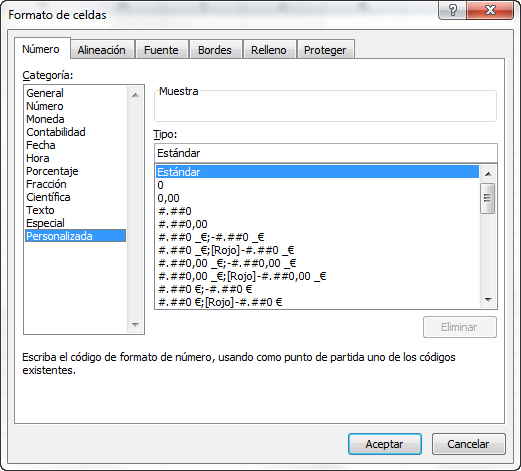 Formato de celdas
Número Alineación Fuente Bordes Relleno Proteger
Categoría:
General
Número
Moneda
Contabilidad
Fecha
Hora
Porcentaje
Fracción
Científica
Texto
Especial
Personalizada
Muestra
Tipo:
Estándar
Estándar
0
0,00
#.##0
#.##0,00
#.##0 _€;-#.##0 _€
#.##0 _€;[Rojo]-#.##0 _€
#.##0,00 _€;-#.##0,00 _€
#.##0,00 _€;[Rojo]-#.##0,00 _€
#.##0 €;-#.##0 €
#.##0 €;[Rojo]-#.##0 €
Eliminar
Escriba el código de formato de número, usando como punto de partida uno de los códigos
existentes.
Aceptar Cancelar